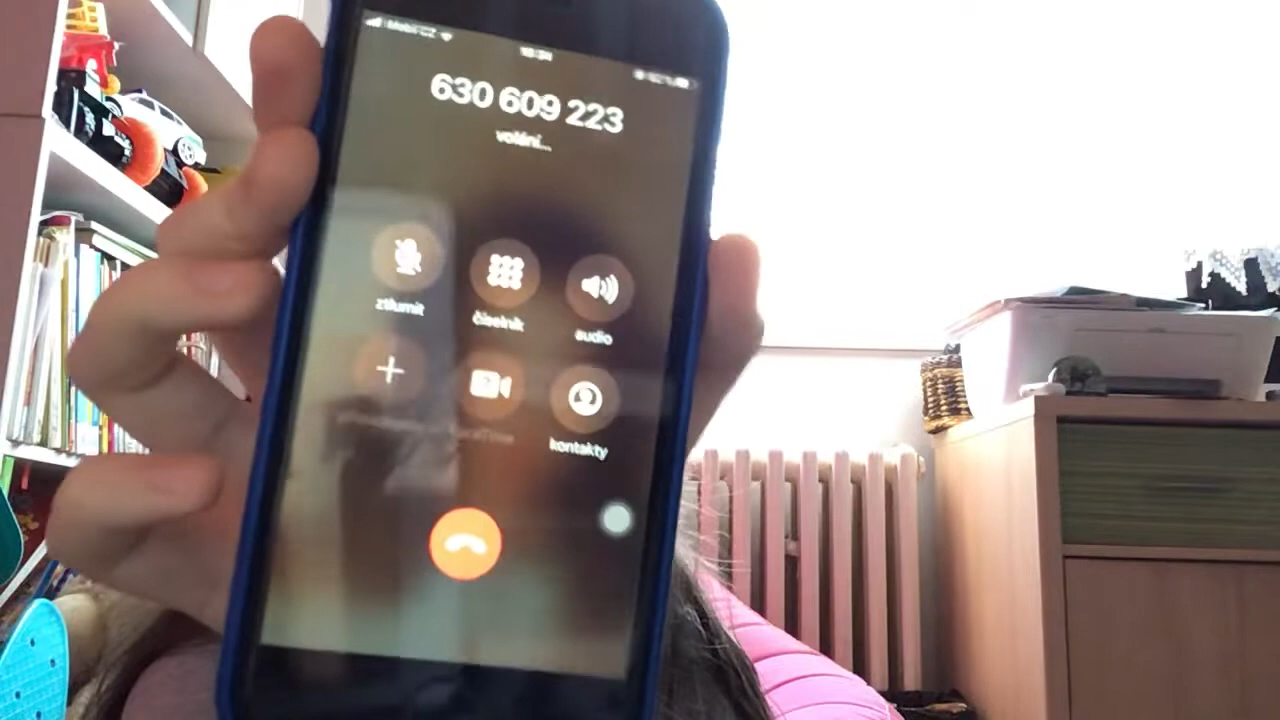 630 609 223
volání...
ztlumit číselník audio
kontakty